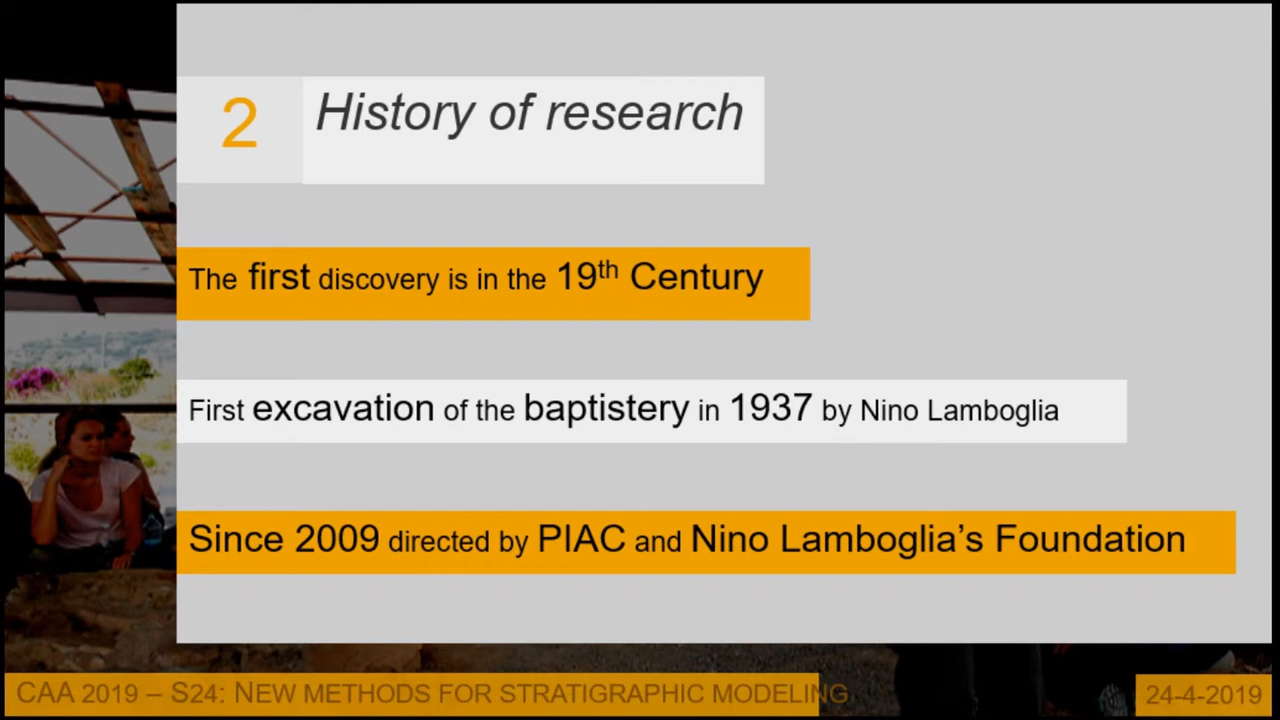 2
History of research
The first discovery is in the 19th Century
First excavation of the baptistery in 1937 by Nino Lamboglia
Since 2009 directed by PIAC and Nino Lamboglia’s Foundation
CAA 2019 – S24: NEW METHODS FOR STRATIGRAPHIC MODELING
24-4-2019